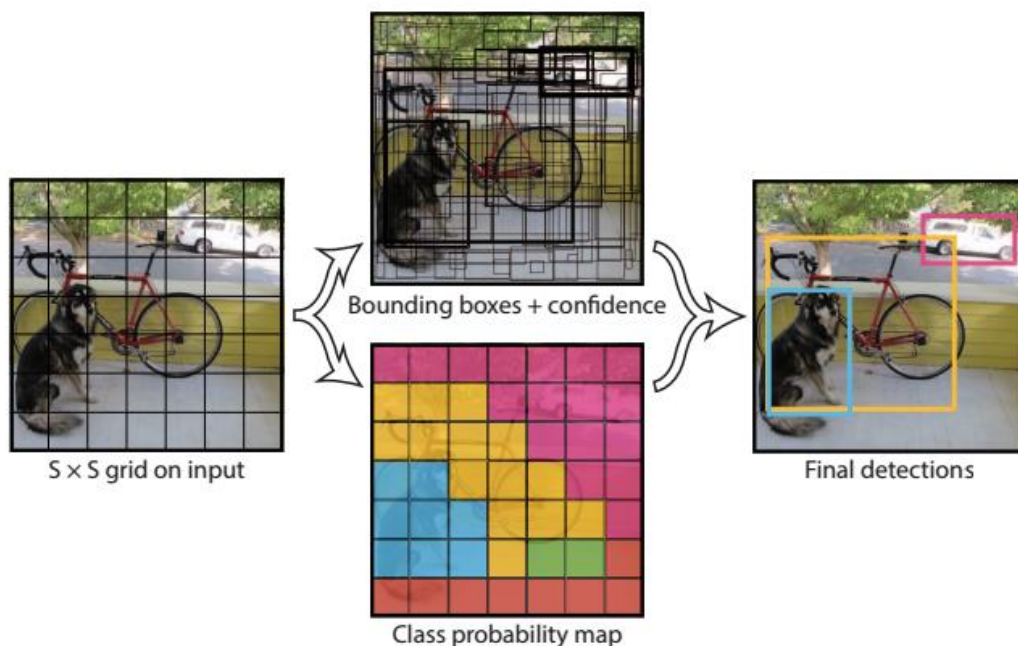 Bounding boxes + confidence
S × S grid on input
Final detections
Class probability map